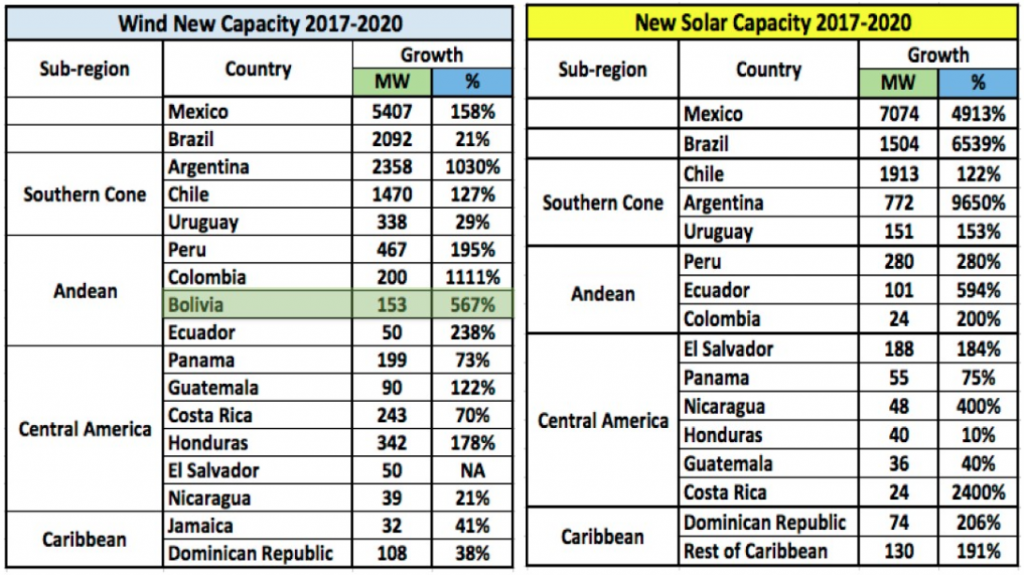 Wind New Capacity 2017-2020
Sub-region Country Growth
MW %
Mexico 5407 158%
Brazil 2092 21%
Southern Cone
Argentina 2358 1030%
Chile 1470 127%
Uruguay 338 29%
Andean
Peru 467 195%
Colombia 200 1111%
Bolivia 153 567%
Ecuador 50 238%
Central America
Panama 199 73%
Guatemala 90 122%
Costa Rica 243 70%
Honduras 342 178%
El Salvador 50 NA
Nicaragua 39 21%
Caribbean
Jamaica 32 41%
Dominican Republic 108 38%
New Solar Capacity 2017-2020
Sub-region Country Growth
MW %
Mexico 7074 4913%
Brazil 1504 6539%
Southern Cone
Chile 1913 122%
Argentina 772 9650%
Uruguay 151 153%
Andean
Peru 280 280%
Ecuador 101 594%
Colombia 24 200%
Central America
El Salvador 188 184%
Panama 55 75%
Nicaragua 48 400%
Honduras 40 10%
Guatemala 36 40%
Costa Rica 24 2400%
Caribbean
Dominican Republic 74 206%
Rest of Caribbean 130 191%